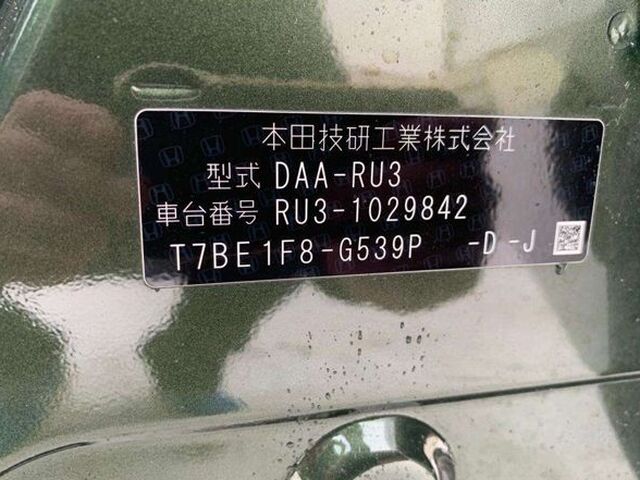 本田技研工業株式会社
型式 DAA-RU3
車台番号 RU3-1029842
T7BE1F8-G539P -D-J